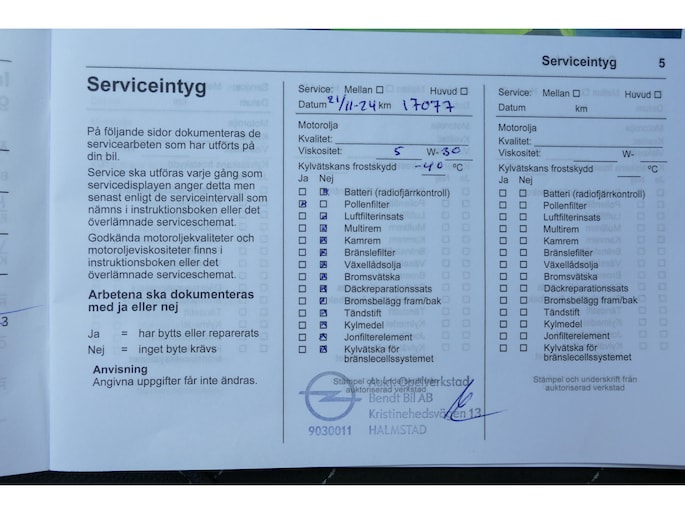 Serviceintyg 5
Serviceintyg
På följande sidor dokumenteras de
servicearbeten som har utförts på
din bil.
Service ska utföras varje gång som
servicedisplayen anger detta men
senast enligt de serviceintervall som
nämns i instruktionsboken eller det
överlämnade serviceschemat.
Godkända motoroljekvaliteter och
motoroljeviskositeter finns i
instruktionsboken eller det
överlämnade serviceschemat.
Arbetena ska dokumenteras
med ja eller nej
Ja = har bytts eller reparerats
Nej = inget byte krävs
Anvisning
Angivna uppgifter får inte ändras.
Service: Mellan ☐ Huvud ☐
Datum 21/11-24 km 17077
Motorolja
Kvalitet:
Viskositet: 5 W-30
Kylvätskans frostskydd -40 °C
Ja Nej
Batteri (radiofjärrkontroll)
Pollenfilter
Luftfilterinsats
Multirem
Kamrem
Bränslefilter
Växellådsolja
Bromsvätska
Däckreparationssats
Bromsbelägg fram/bak
Tändstift
Kylmedel
Jonfilterelement
Kylvätska för
bränslecellssystemet
Stämpel och underskrift från
auktoriserad verkstad
Bendt Bil AB
Kristinehedsvägen 13
9030011 HALMSTAD
Service: Mellan ☐ Huvud ☐
Datum km
Motorolja
Kvalitet:
Viskositet: W-
Kylvätskans frostskydd °C
Ja Nej
Batteri (radiofjärrkontroll)
Pollenfilter
Luftfilterinsats
Multirem
Kamrem
Bränslefilter
Växellådsolja
Bromsvätska
Däckreparationssats
Bromsbelägg fram/bak
Tändstift
Kylmedel
Jonfilterelement
Kylvätska för
bränslecellssystemet
Stämpel och underskrift från
auktoriserad verkstad